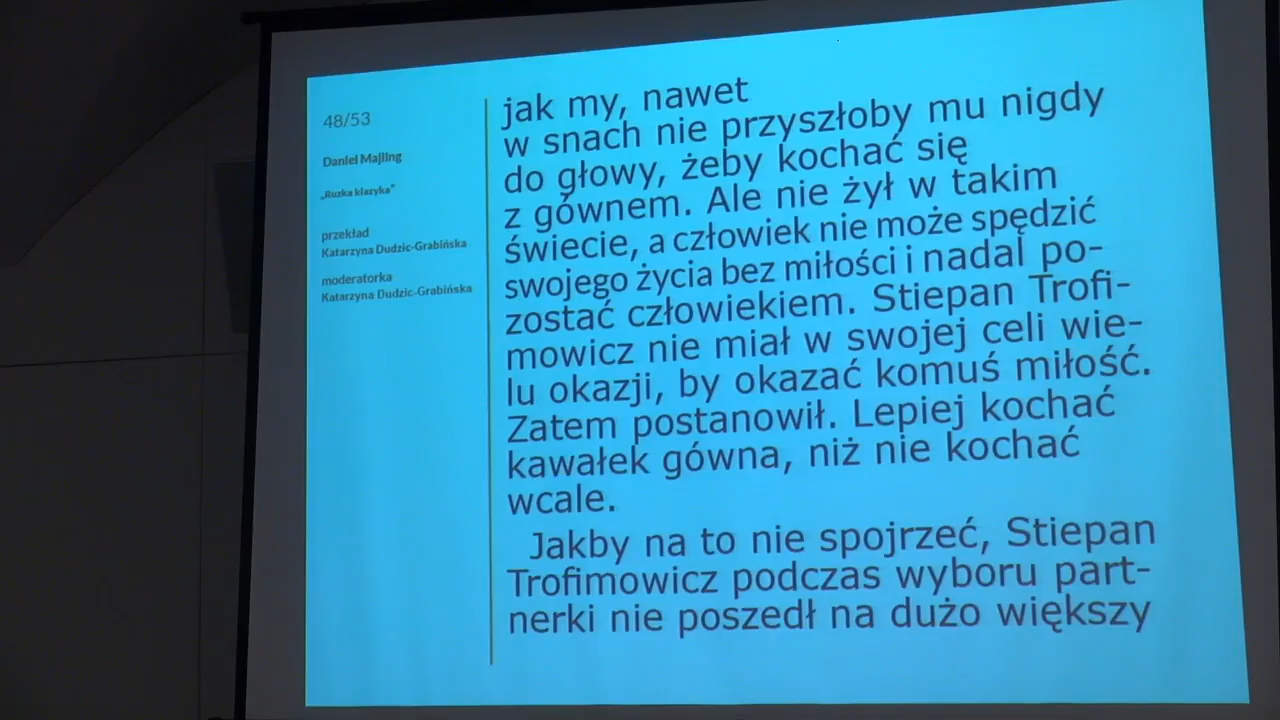 48/53
Daniel Majling
„Ruzka klazyka”
przekład
Katarzyna Dudzic-Grabińska
moderatorka
Katarzyna Dudzic-Grabińska
jak my, nawet
w snach nie przyszłoby mu nigdy
do głowy, żeby kochać się
z gównem. Ale nie żył w takim
świecie, a człowiek nie może spędzić
swojego życia bez miłości i nadal po-
zostać człowiekiem. Stiepan Trofi-
mowicz nie miał w swojej celi wie-
lu okazji, by okazać komuś miłość.
Zatem postanowił. Lepiej kochać
kawałek gówna, niż nie kochać
wcale.
Jakby na to nie spojrzeć, Stiepan
Trofimowicz podczas wyboru part-
nerki nie poszedł na dużo większy